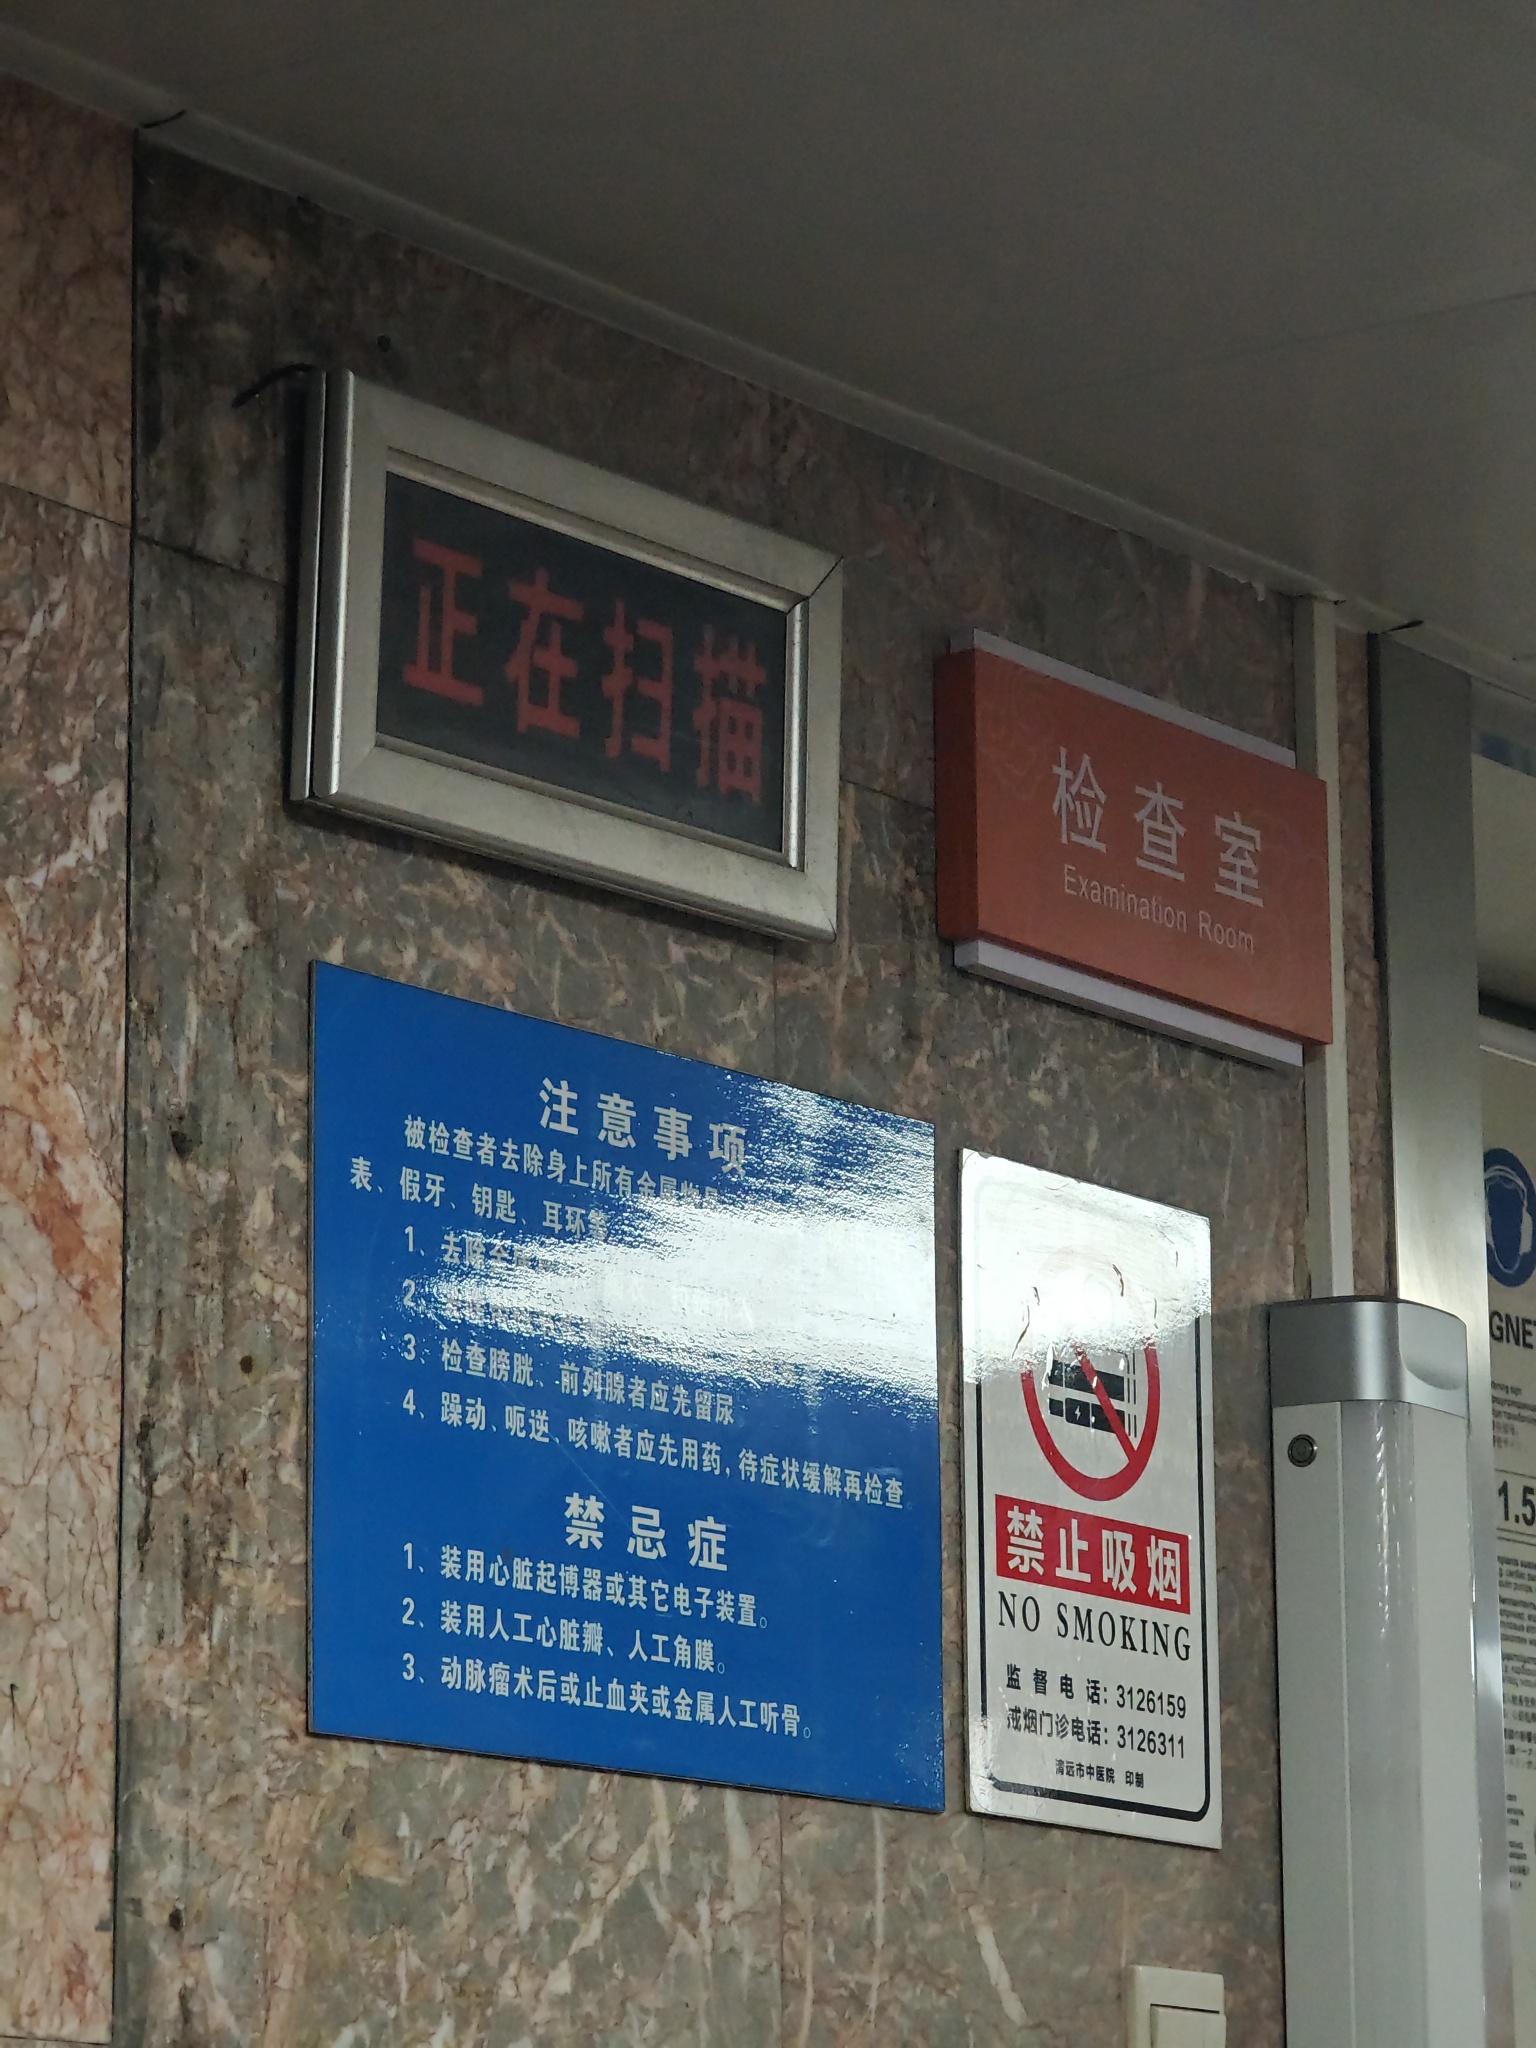 正在扫描
检查室
Examination Room
注意事项
被检查者去除身上所有金属
表、假牙、钥匙、耳环等
1、去除金属
2、
3、检查膀胱、前列腺者应先留尿
4、躁动、呃逆、咳嗽者应先用药,待症状缓解再检查。
禁忌症
1、装用心脏起博器或其它电子装置。
2、装用人工心脏瓣、人工角膜。
3、动脉瘤术后或止血夹或金属人工听骨。
禁止吸烟
NO SMOKING
监督电话:3126159
戒烟门诊电话:3126311
清远市中医院 印制
GNET
1.5